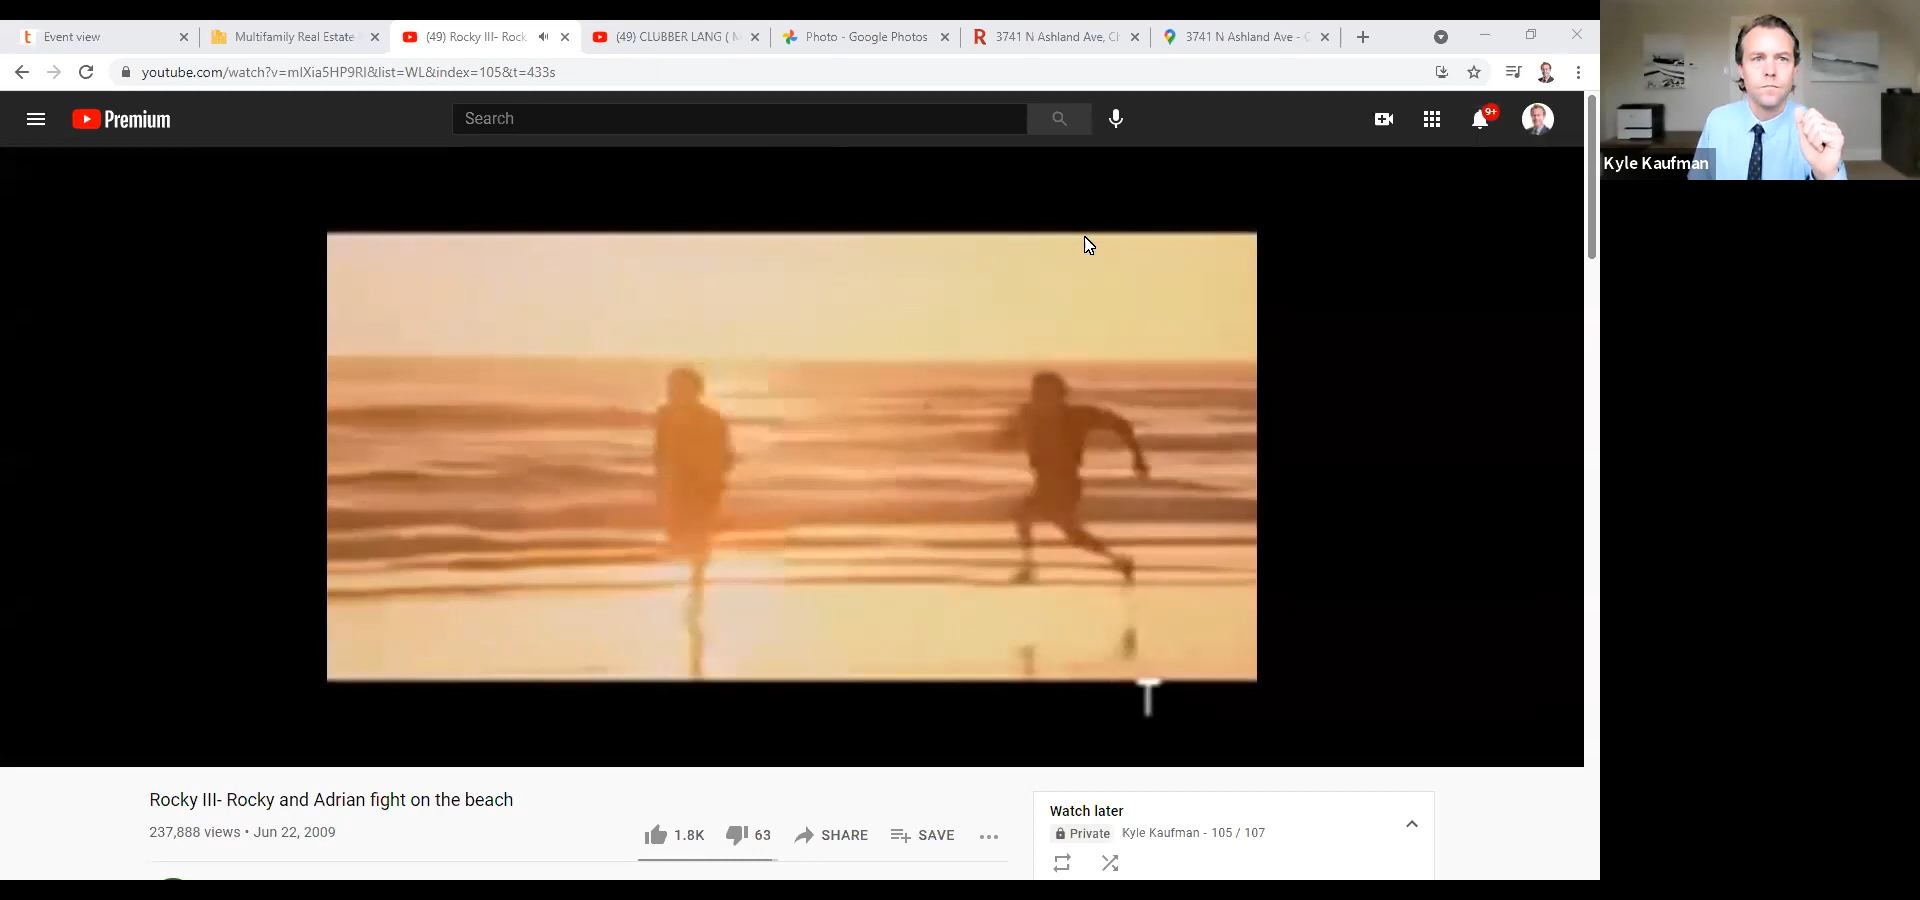 Event view
Multifamily Real Estate
(49) Rocky III- Rock
(49) CLUBBER LANG ( M
Photo - Google Photos
3741 N Ashland Ave, Ch
3741 N Ashland Ave - G
youtube.com/watch?v=mIXia5HP9RI&list=WL&index=105&t=433s
Premium
Search
9+
Kyle Kaufman
Rocky III- Rocky and Adrian fight on the beach
237,888 views • Jun 22, 2009
1.8K
63
SHARE
SAVE
Watch later
Private
Kyle Kaufman - 105 / 107